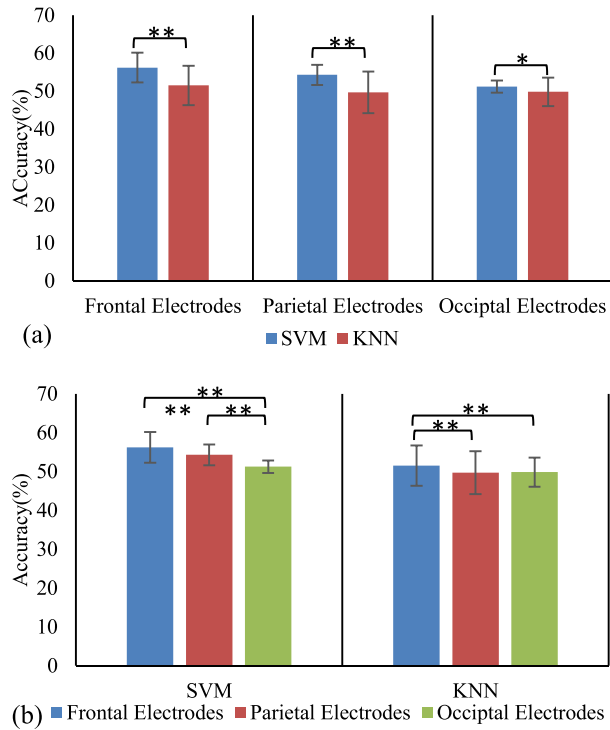 70
60
50
40
30
20
10
0
ACcuracy(%)
** ** *
Frontal Electrodes Parietal Electrodes Occiptal Electrodes
(a)
SVM KNN
70
60
50
40
30
20
10
0
Accuracy(%)
**
** **
**
**
SVM KNN
(b) Frontal Electrodes Parietal Electrodes Occiptal Electrodes